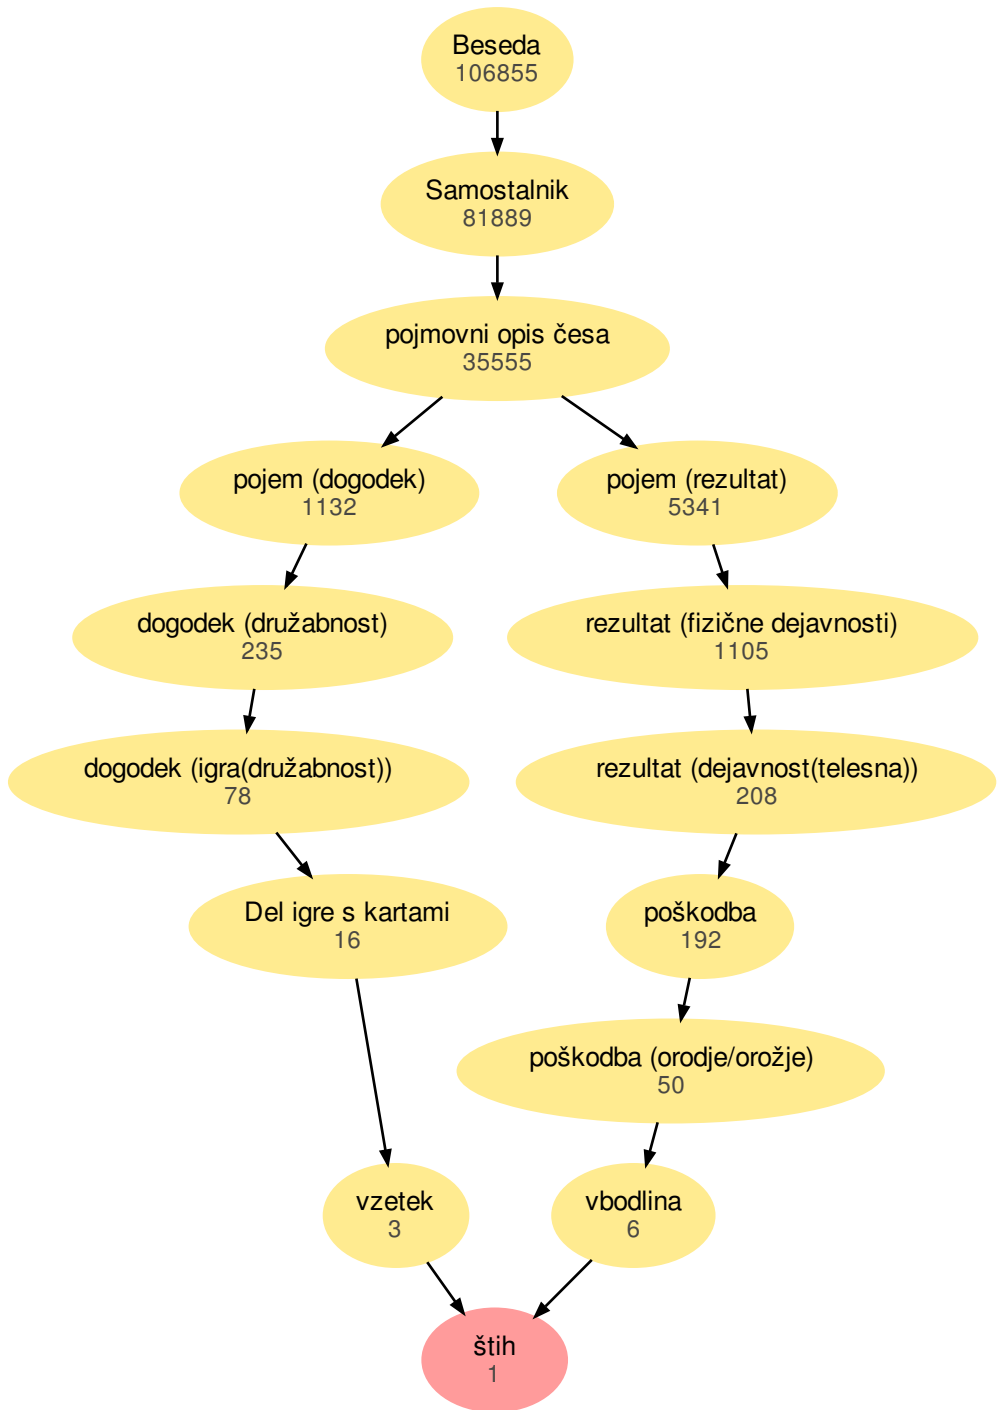 Beseda
106855
Samostalnik
81889
pojmovni opis česa
35555
pojem (dogodek)
1132
pojem (rezultat)
5341
dogodek (družabnost)
235
rezultat (fizične dejavnosti)
1105
dogodek (igra(družabnost))
78
rezultat (dejavnost(telesna))
208
Del igre s kartami
16
poškodba
192
poškodba (orodje/orožje)
50
vzetek
3
vbodlina
6
štih
1